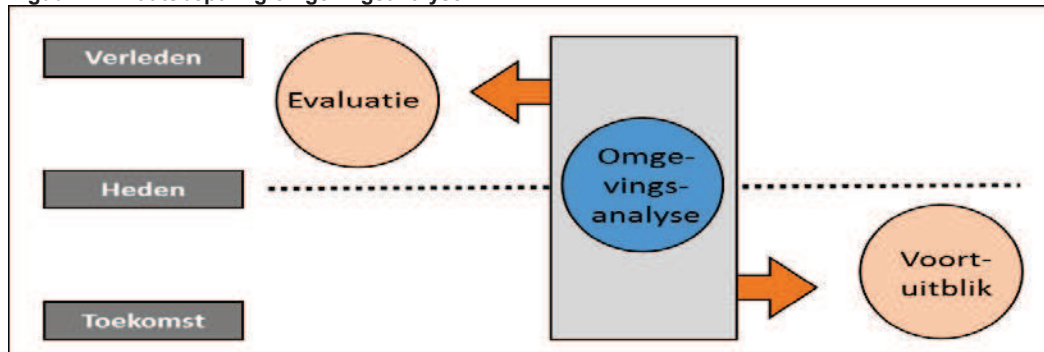 Verleden
Evaluatie
Heden
Omge-
vings-
analyse
Voort-
uitblik
Toekomst